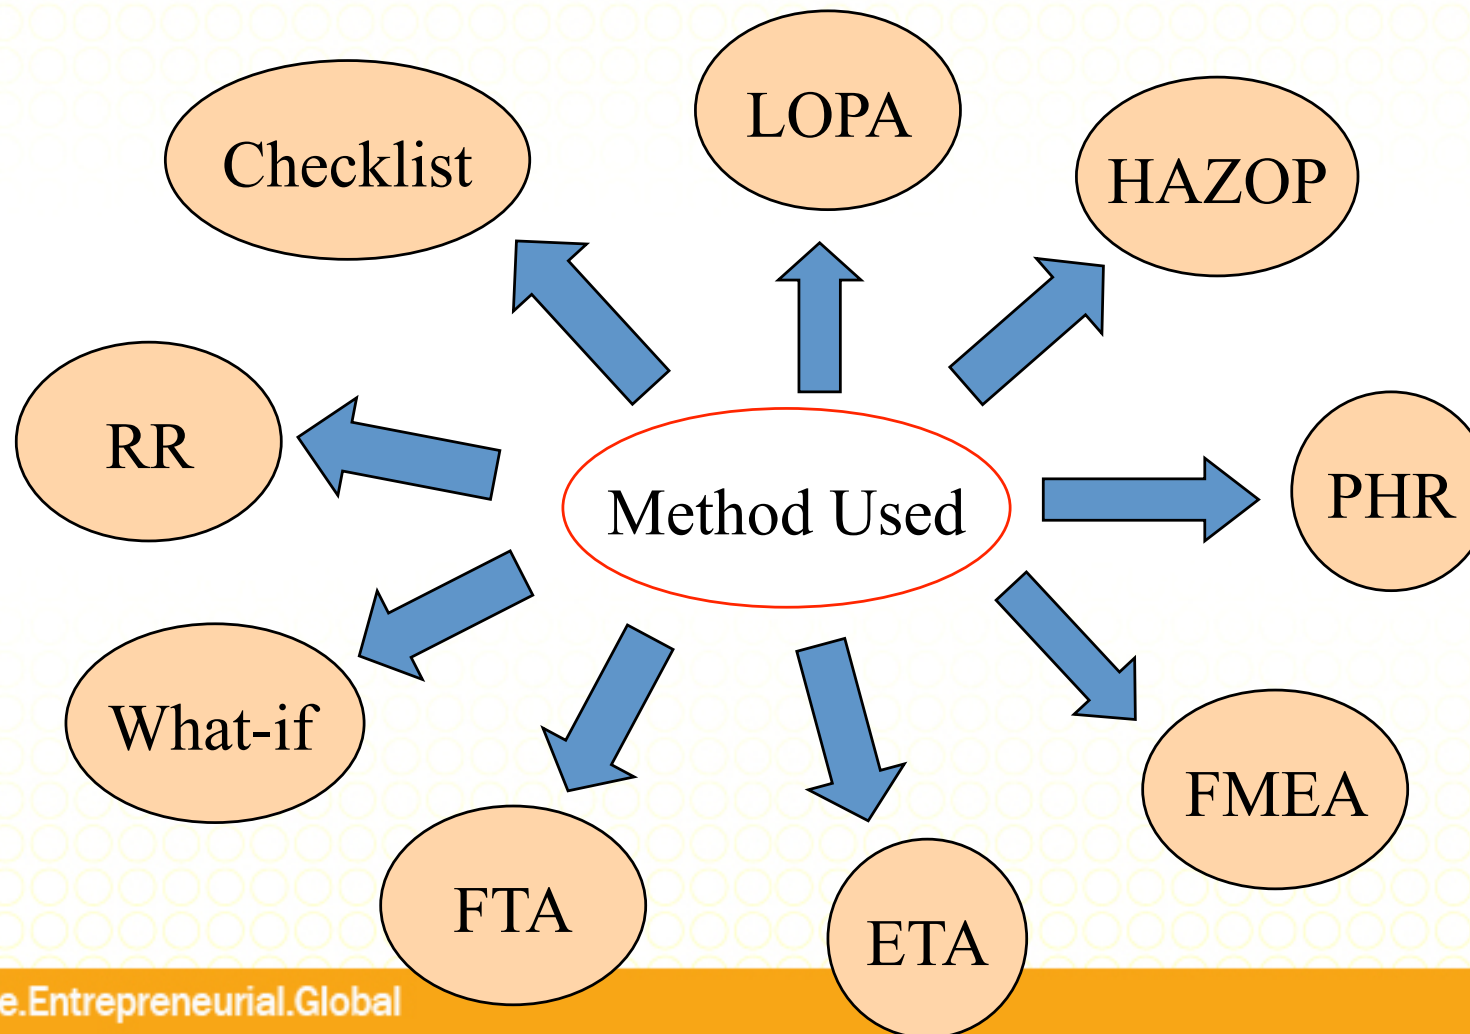 LOPA
Checklist
HAZOP
RR
PHR
Method Used
What-if
FMEA
FTA
ETA
e.Entrepreneurial.Global